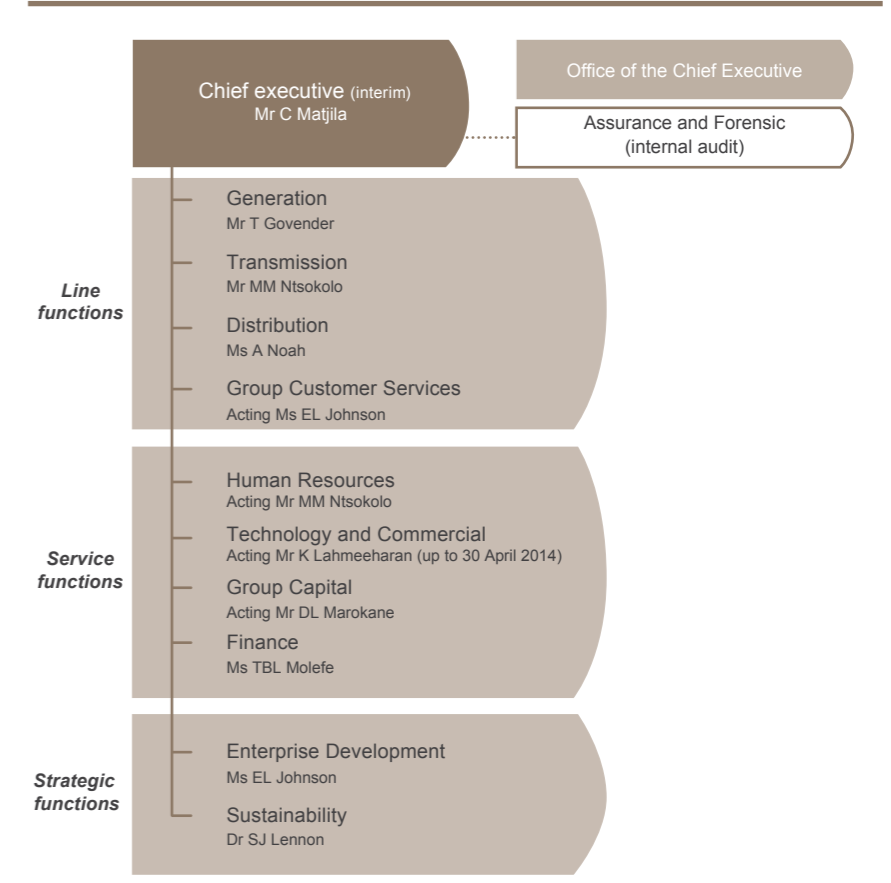 Chief executive (interim)
Mr C Matjila
Office of the Chief Executive
Assurance and Forensic
(internal audit)
Line
functions
Generation
Mr T Govender
Transmission
Mr MM Ntsokolo
Distribution
Ms A Noah
Group Customer Services
Acting Ms EL Johnson
Service
functions
Human Resources
Acting Mr MM Ntsokolo
Technology and Commercial
Acting Mr K Lahmeeharan (up to 30 April 2014)
Group Capital
Acting Mr DL Marokane
Finance
Ms TBL Molefe
Strategic
functions
Enterprise Development
Ms EL Johnson
Sustainability
Dr SJ Lennon